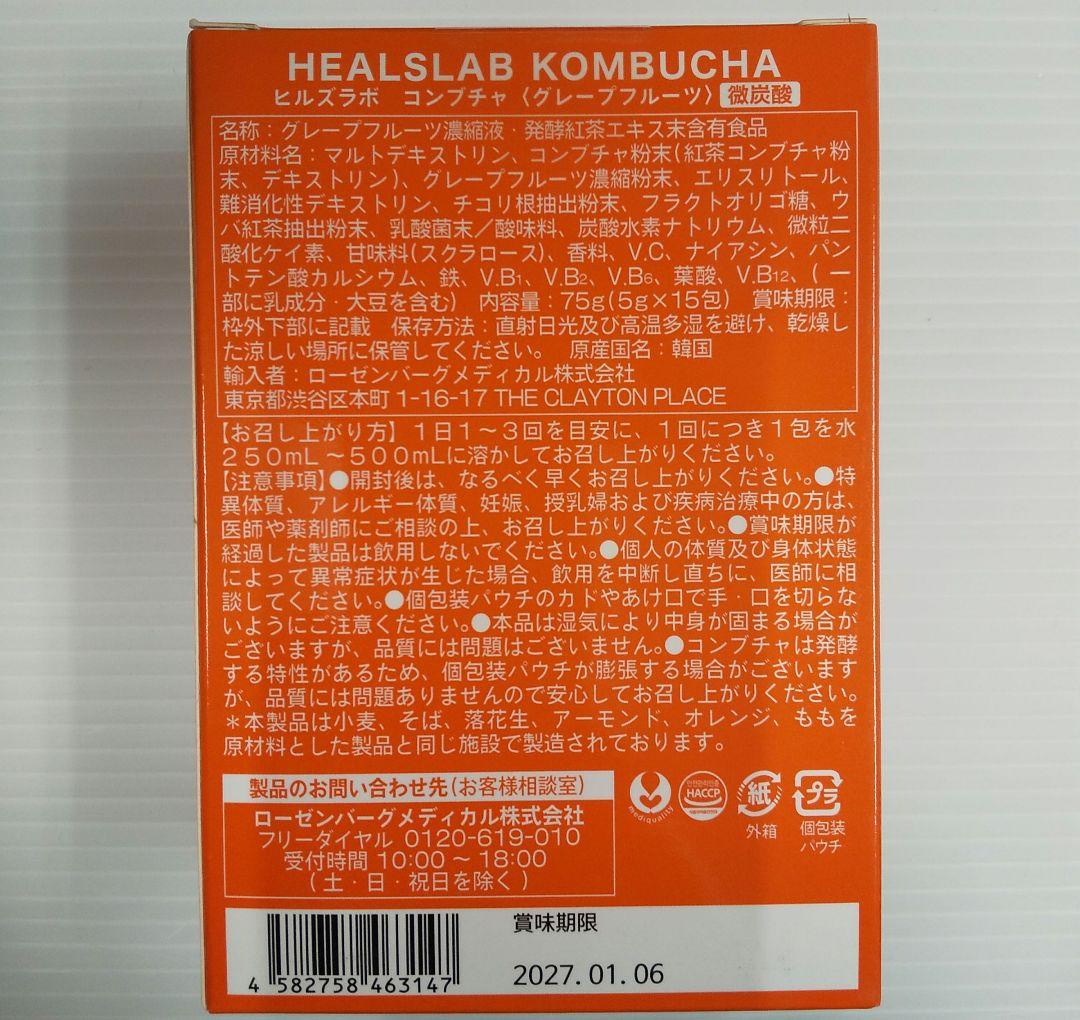 HEALSLAB KOMBUCHA
ヒルズラボ コンブチャ〈グレープフルーツ〉 微炭酸
名称：グレープフルーツ濃縮液・発酵紅茶エキス末含有食品
原材料名：マルトデキストリン、コンブチャ粉末(紅茶コンブチャ粉
末、デキストリン)、グレープフルーツ濃縮粉末、エリスリトール、
難消化性デキストリン、チコリ根抽出粉末、フラクトオリゴ糖、ウ
バ紅茶抽出粉末、乳酸菌末／酸味料、炭酸水素ナトリウム、微粒二
酸化ケイ素、甘味料(スクラロース)、香料、V.C、ナイアシン、パン
トテン酸カルシウム、鉄、V.B1、V.B2、V.B6、葉酸、V.B12、(一
部に乳成分・大豆を含む) 内容量：75g(5g×15包) 賞味期限：
枠外下部に記載 保存方法：直射日光及び高温多湿を避け、乾燥し
た涼しい場所に保管してください。 原産国名：韓国
輸入者：ローゼンバーグメディカル株式会社
東京都渋谷区本町 1-16-17 THE CLAYTON PLACE
【お召し上がり方】1日1～3回を目安に、1回につき1包を水
250mL～500mLに溶かしてお召し上がりください。
【注意事項】●開封後は、なるべく早くお召し上がりください。●特
異体質、アレルギー体質、妊娠、授乳婦および疾病治療中の方は、
医師や薬剤師にご相談の上、お召し上がりください。●賞味期限が
経過した製品は飲用しないでください。●個人の体質及び身体状態
によって異常症状が生じた場合、飲用を中断し直ちに、医師に相
談してください。●個包装パウチのカドやあけ口で手・口を切らな
いようにご注意ください。●本品は湿気により中身が固まる場合が
ございますが、品質には問題はございません。●コンブチャは発酵
する特性があるため、個包装パウチが膨張する場合がございます
が、品質には問題ありませんので安心してお召し上がりください。
＊本製品は小麦、そば、落花生、アーモンド、オレンジ、ももを
原材料とした製品と同じ施設で製造されております。
製品のお問い合わせ先(お客様相談室)
ローゼンバーグメディカル株式会社
フリーダイヤル 0120-619-010
受付時間 10:00～18:00
(土・日・祝日を除く)
mediquality
HACCP
紙
外箱
プラ
個包装
パウチ
賞味期限
2027.01.06
4 582758 463147